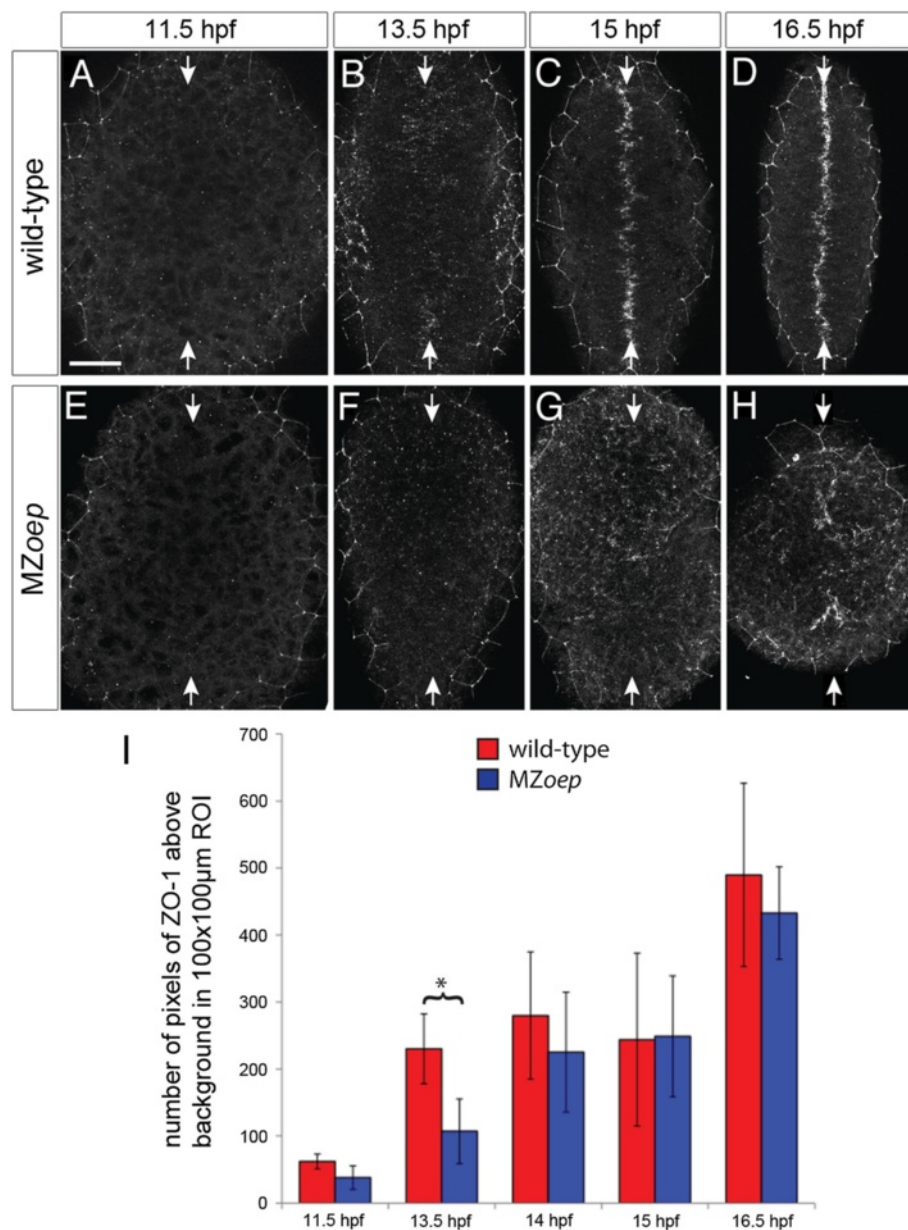 11.5 hpf 13.5 hpf 15 hpf 16.5 hpf
wild-type
A B C D
MZoep
E F G H
I
wild-type
MZoep
number of pixels of ZO-1 above
background in 100x100µm ROI
700
600
500
400
300
200
100
0
*
11.5 hpf 13.5 hpf 14 hpf 15 hpf 16.5 hpf